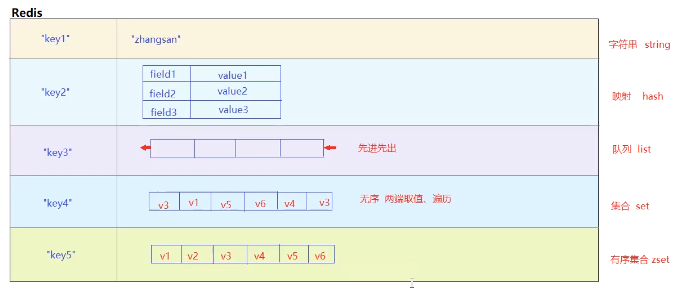 Redis
"key1" "zhangsan" 字符串 string
field1 value1
"key2" field2 value2 映射 hash
field3 value3
"key3" 先进先出 队列 list
"key4" v3 v1 v5 v6 v4 v3 无序 两端取值、遍历 集合 set
"key5" v1 v2 v3 v4 v5 v6 有序集合 zset